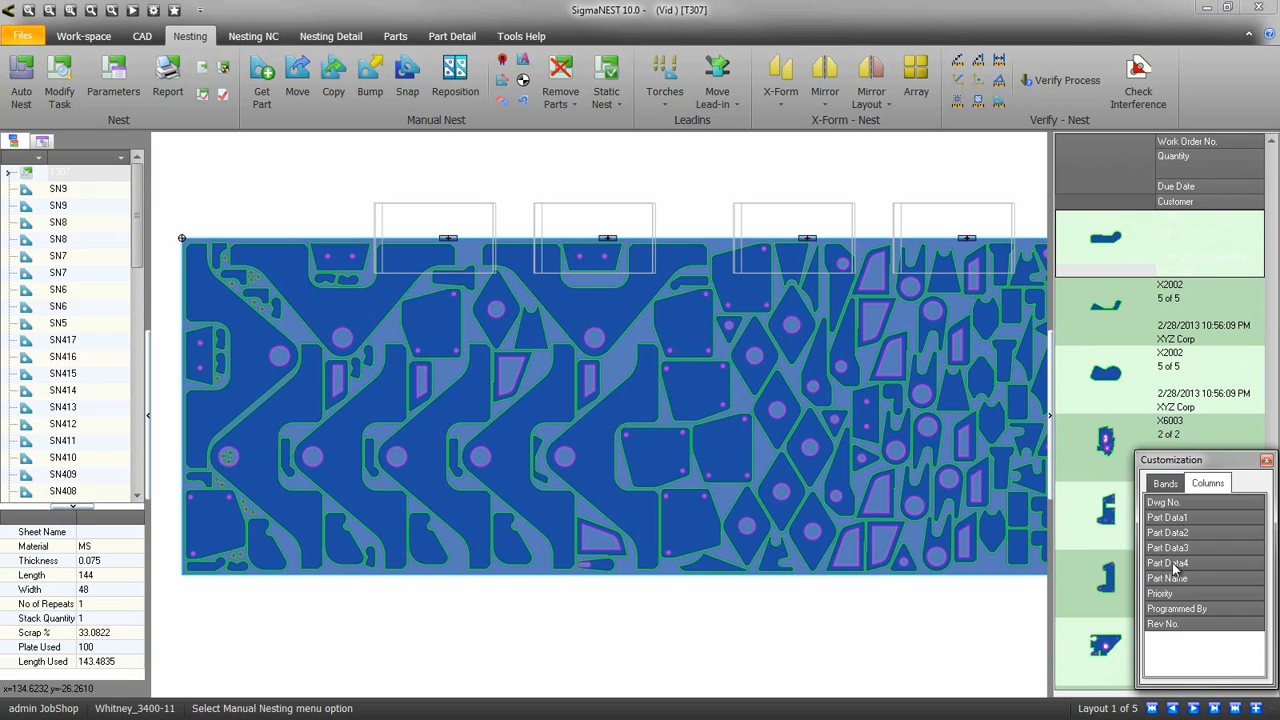 SigmaNEST 10.0 - (Vid ) [T307]
Files Work-space CAD Nesting Nesting NC Nesting Detail Parts Part Detail Tools Help
Auto Nest
Modify Task
Parameters
Report
Get Part
Move
Copy
Bump
Snap
Reposition
Remove Parts
Static Nest
Torches
Move Lead-in
X-Form
Mirror
Mirror Layout
Array
Verify Process
Check Interference
Nest
Manual Nest
Leadins
X-Form - Nest
Verify - Nest
T307
SN9
SN9
SN8
SN8
SN7
SN7
SN6
SN6
SN5
SN417
SN416
SN415
SN414
SN413
SN412
SN411
SN410
SN409
SN408
Sheet Name
Material MS
Thickness 0.075
Length 144
Width 48
No of Repeats 1
Stack Quantity 1
Scrap % 33.0822
Plate Used 100
Length Used 143.4835
x=134.6232 y=-26.2610
Work Order No.
Quantity
Due Date
Customer
X2002
5 of 5
2/28/2013 10:56:09 PM
XYZ Corp
X2002
5 of 5
2/28/2013 10:56:09 PM
XYZ Corp
X6003
2 of 2
Customization
Bands Columns
Dwg No.
Part Data1
Part Data2
Part Data3
Part Data4
Part Name
Priority
Programmed By
Rev No.
admin JobShop Whitney_3400-11 Select Manual Nesting menu option Layout 1 of 5